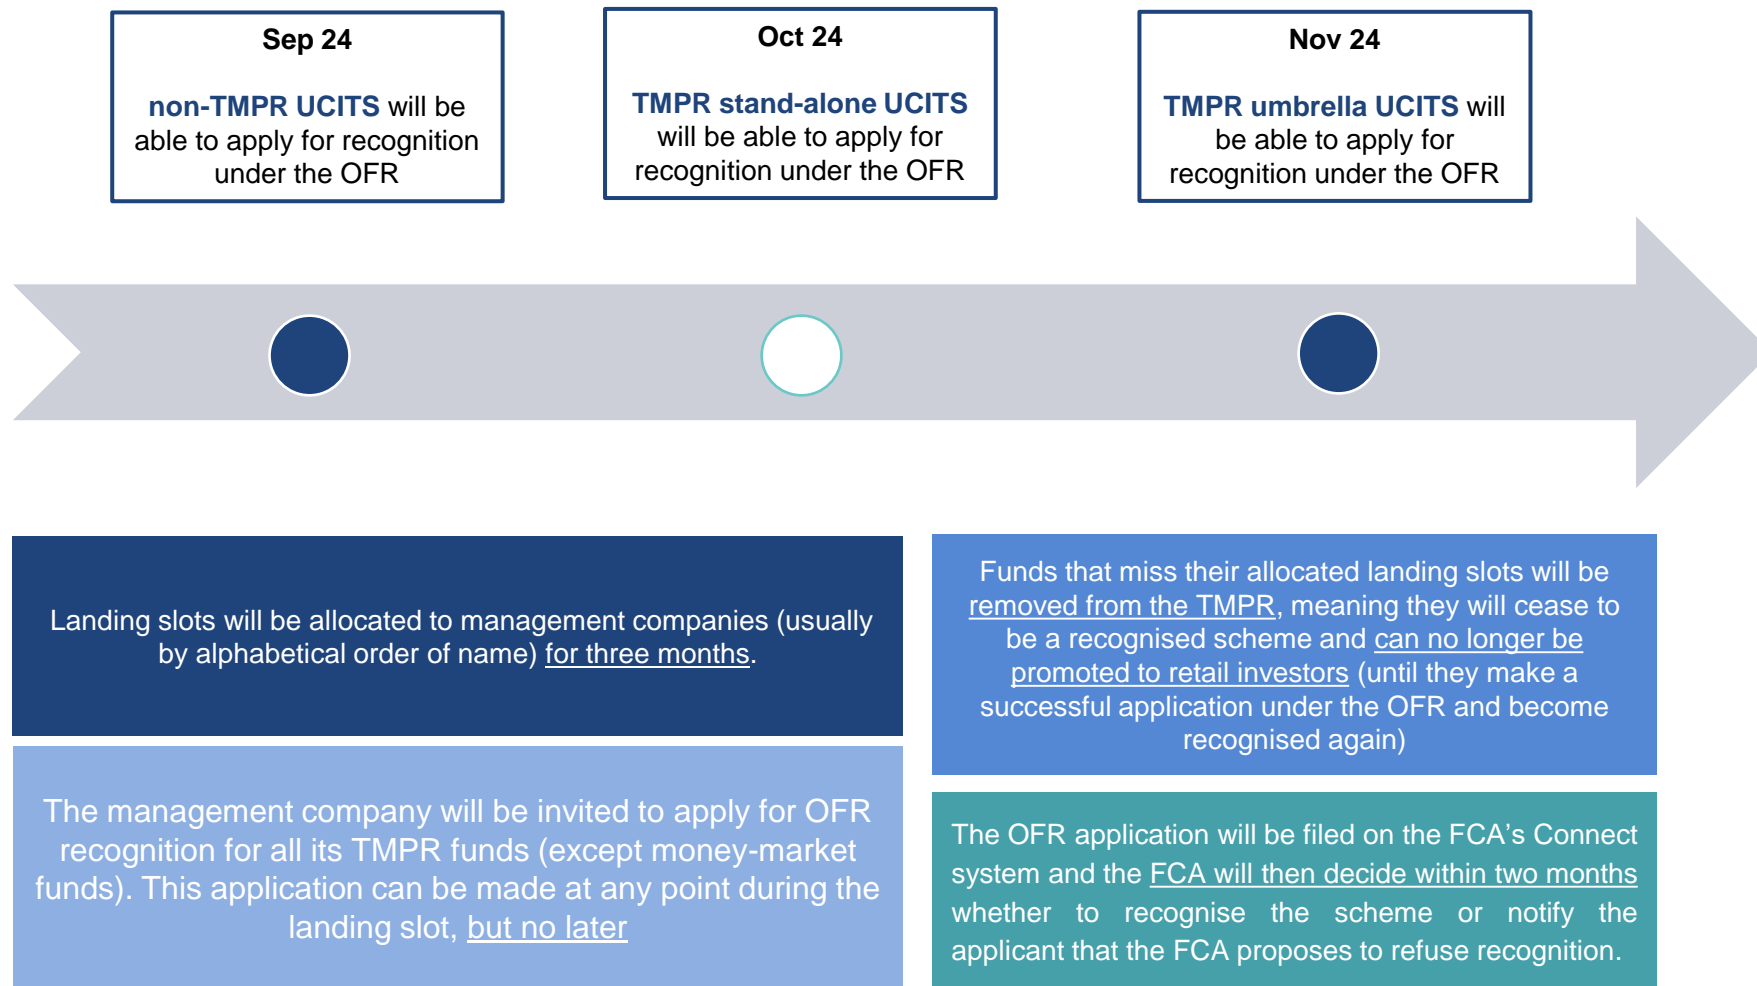 Sep 24
non-TMPR UCITS will be
able to apply for recognition
under the OFR
Oct 24
TMPR stand-alone UCITS
will be able to apply for
recognition under the OFR
Nov 24
TMPR umbrella UCITS will
be able to apply for
recognition under the OFR
Landing slots will be allocated to management companies (usually
by alphabetical order of name) for three months.
The management company will be invited to apply for OFR
recognition for all its TMPR funds (except money-market
funds). This application can be made at any point during the
landing slot, but no later
Funds that miss their allocated landing slots will be
removed from the TMPR, meaning they will cease to
be a recognised scheme and can no longer be
promoted to retail investors (until they make a
successful application under the OFR and become
recognised again)
The OFR application will be filed on the FCA’s Connect
system and the FCA will then decide within two months
whether to recognise the scheme or notify the
applicant that the FCA proposes to refuse recognition.